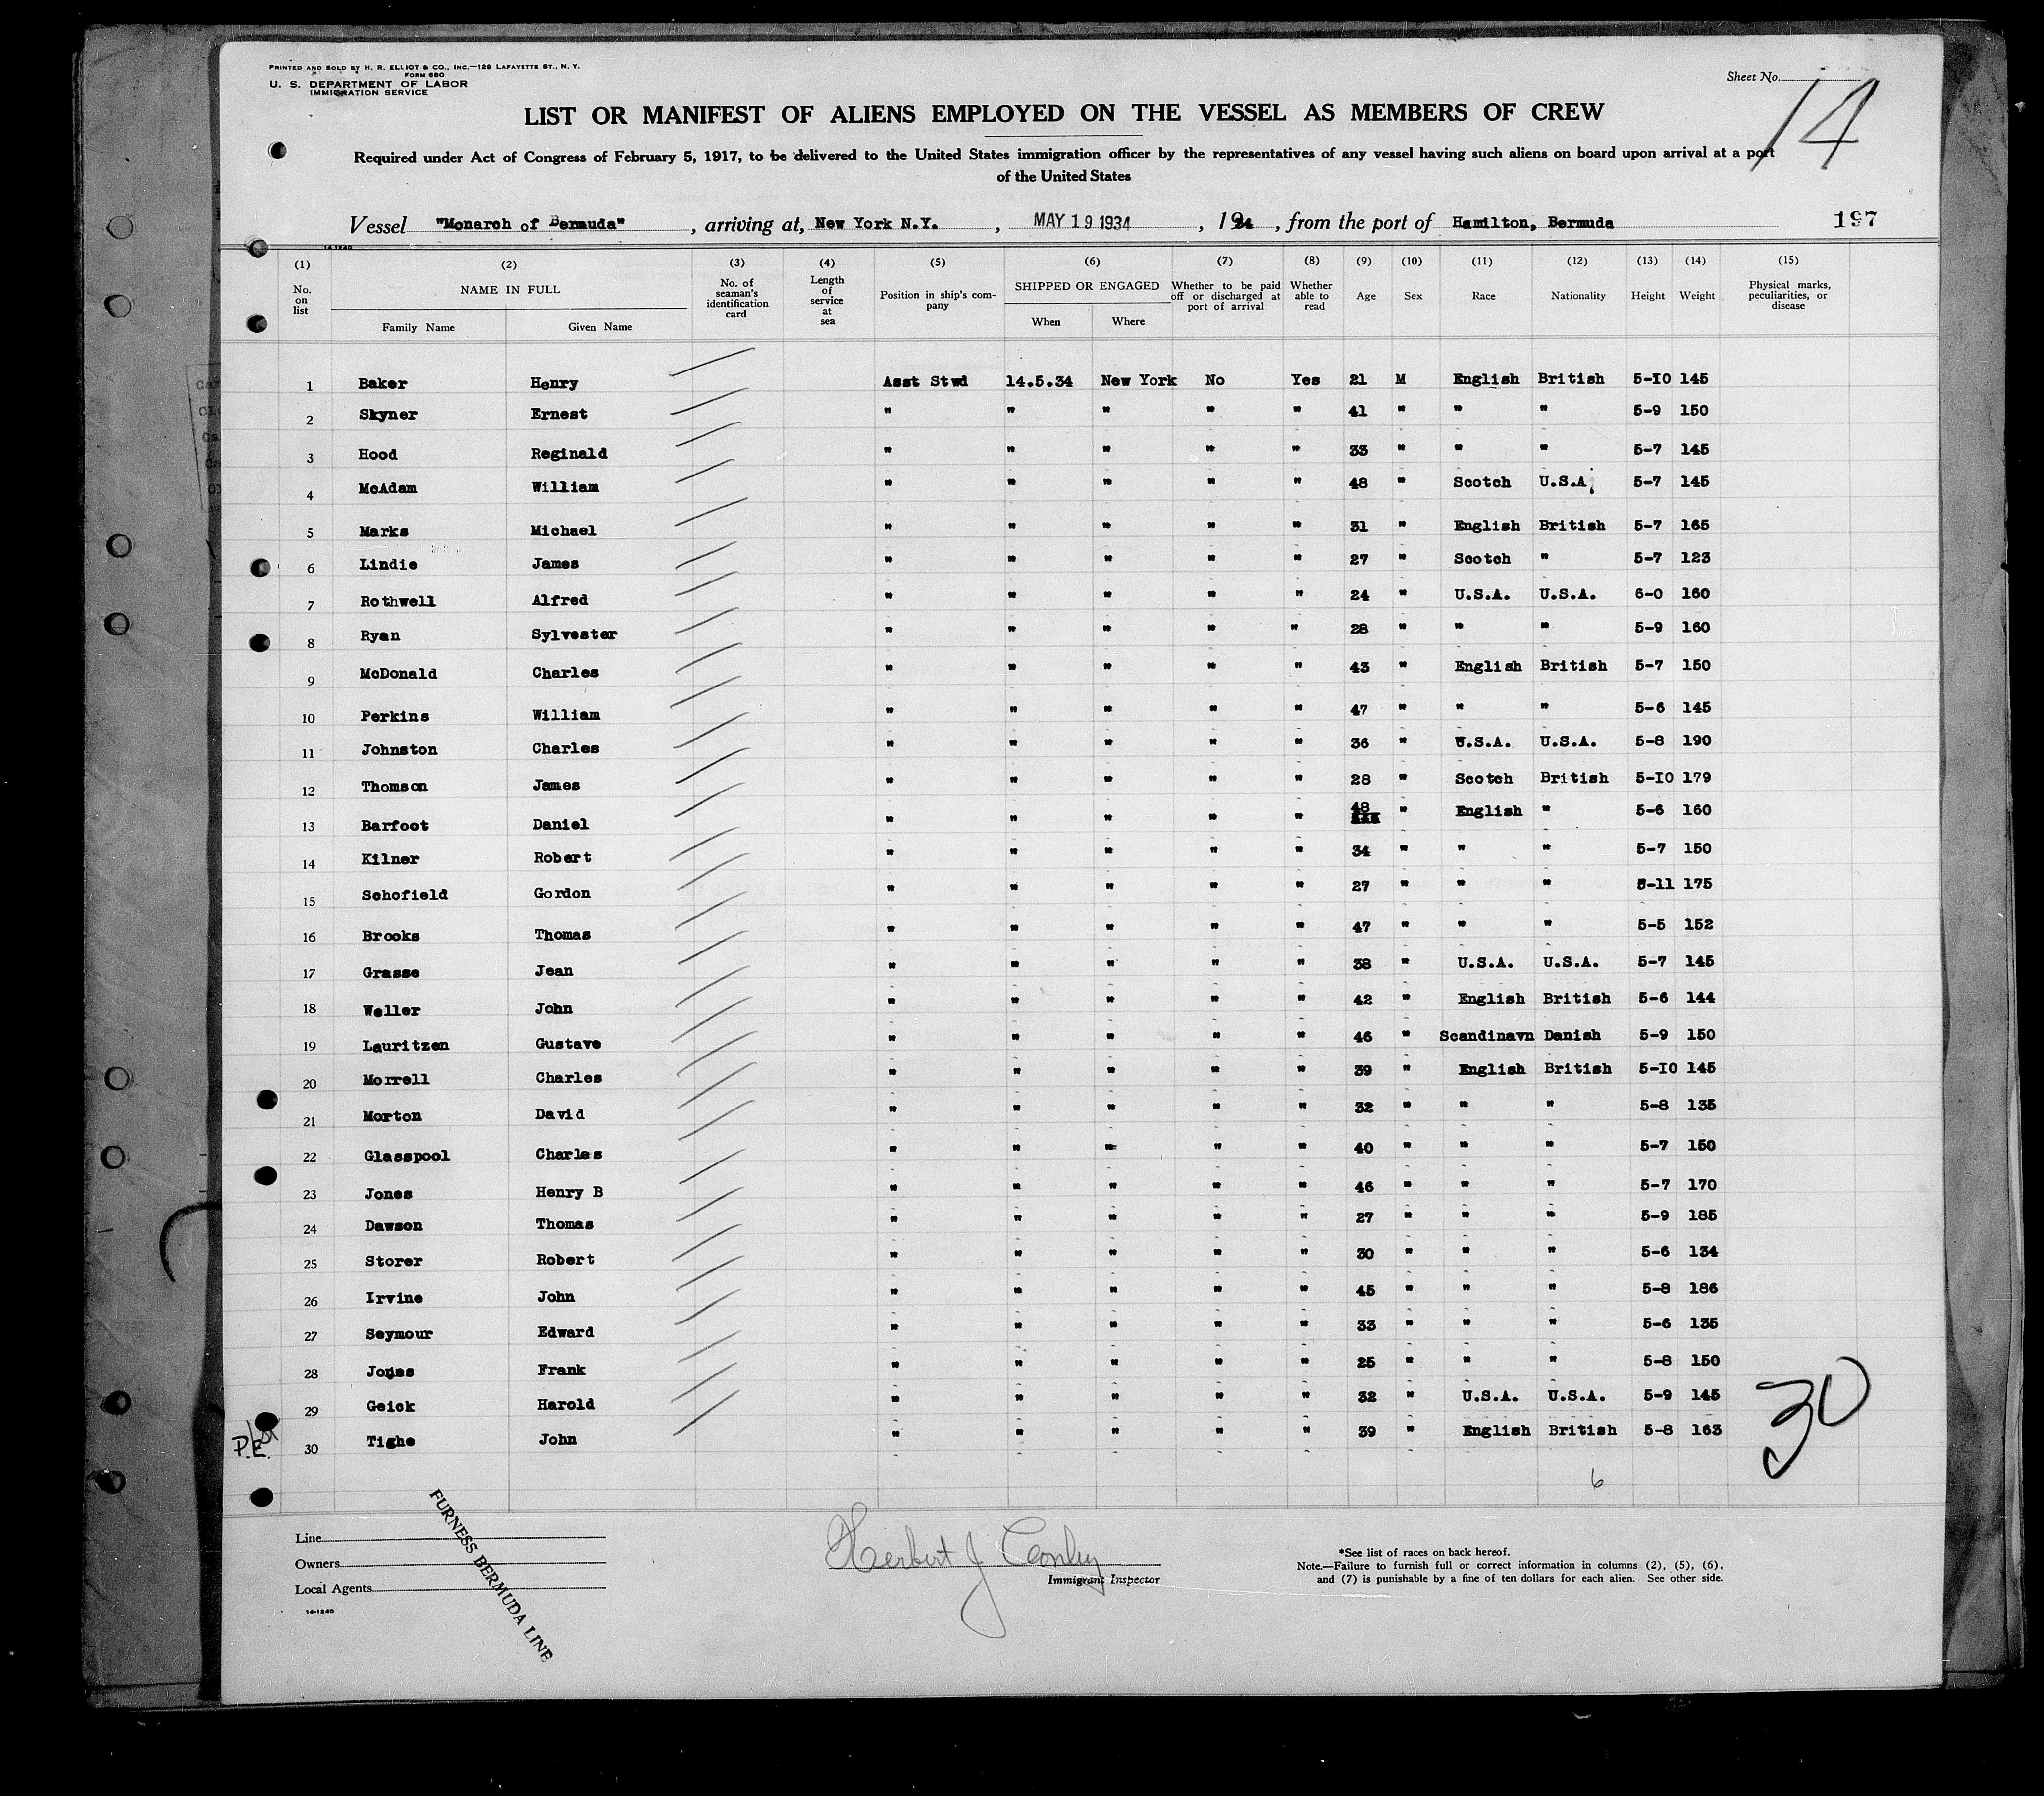 PRINTED AND SOLD BY H. R. ELLIOT & CO., INC.—129 LAFAYETTE ST., N. Y.
FORM 680
U. S. DEPARTMENT OF LABOR
IMMIGRATION SERVICE
Sheet No.
14
LIST OR MANIFEST OF ALIENS EMPLOYED ON THE VESSEL AS MEMBERS OF CREW
Required under Act of Congress of February 5, 1917, to be delivered to the United States immigration officer by the representatives of any vessel having such aliens on board upon arrival at a port
of the United States
Vessel "Monarch of Bermuda", arriving at, New York N.Y., MAY 19 1934, 1934, from the port of Hamilton, Bermuda 197
14-1240
(1) (2) (3) (4) (5) (6) (7) (8) (9) (10) (11) (12) (13) (14) (15)
No. on list NAME IN FULL Family Name Given Name No. of seaman's identification card Length of service at sea Position in ship's company SHIPPED OR ENGAGED When Where Whether to be paid off or discharged at port of arrival Whether able to read Age Sex Race Nationality Height Weight Physical marks, peculiarities, or disease
1 Baker Henry Asst Stwd 14.5.34 New York No Yes 21 M English British 5-10 145
2 Skyner Ernest " " " " " 41 " " " 5-9 150
3 Hood Reginald " " " " " 33 " " " 5-7 145
4 McAdam William " " " " " 48 " Scotch U.S.A. 5-7 145
5 Marks Michael " " " " " 31 " English British 5-7 165
6 Lindie James " " " " " 27 " Scotch " 5-7 123
7 Rothwell Alfred " " " " " 24 " U.S.A. U.S.A. 6-0 160
8 Ryan Sylvester " " " " " 28 " " " 5-9 160
9 McDonald Charles " " " " " 43 " English British 5-7 150
10 Perkins William " " " " " 47 " " " 5-6 145
11 Johnston Charles " " " " " 36 " U.S.A. U.S.A. 5-8 190
12 Thomson James " " " " " 28 " Scotch British 5-10 179
13 Barfoot Daniel " " " " " 48 " English " 5-6 160
14 Kilner Robert " " " " " 34 " " " 5-7 150
15 Schofield Gordon " " " " " 27 " " " 5-11 175
16 Brooks Thomas " " " " " 47 " " " 5-5 152
17 Grasse Jean " " " " " 38 " U.S.A. U.S.A. 5-7 145
18 Weller John " " " " " 42 " English British 5-6 144
19 Lauritzen Gustave " " " " " 46 " Scandinavn Danish 5-9 150
20 Morrell Charles " " " " " 39 " English British 5-10 145
21 Morton David " " " " " 32 " " " 5-8 135
22 Glasspool Charles " " " " " 40 " " " 5-7 150
23 Jones Henry B " " " " " 46 " " " 5-7 170
24 Dawson Thomas " " " " " 27 " " " 5-9 185
25 Storer Robert " " " " " 30 " " " 5-6 134
26 Irvine John " " " " " 45 " " " 5-8 186
27 Seymour Edward " " " " " 33 " " " 5-6 135
28 Jones Frank " " " " " 25 " " " 5-8 150
29 Geick Harold " " " " " 32 " U.S.A. U.S.A. 5-9 145
30 Tighe John " " " " " 39 " English British 5-8 163
P.E.
30
6
Line
Owners
Local Agents
14-1240
FURNESS BERMUDA LINE
Herbert J Conley
Immigrant Inspector
*See list of races on back hereof.
Note.—Failure to furnish full or correct information in columns (2), (5), (6),
and (7) is punishable by a fine of ten dollars for each alien. See other side.